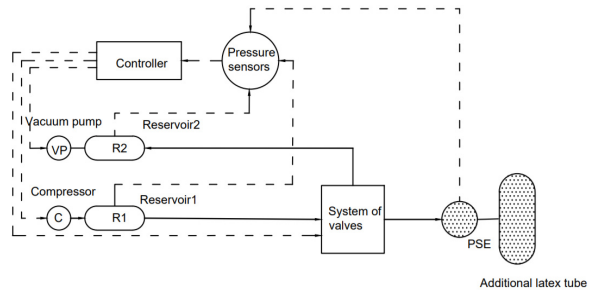 Pressure
sensors
Controller
Vacuum pump
Reservoir2
VP
R2
Compressor
Reservoir1
C
R1
System of
valves
PSE
Additional latex tube